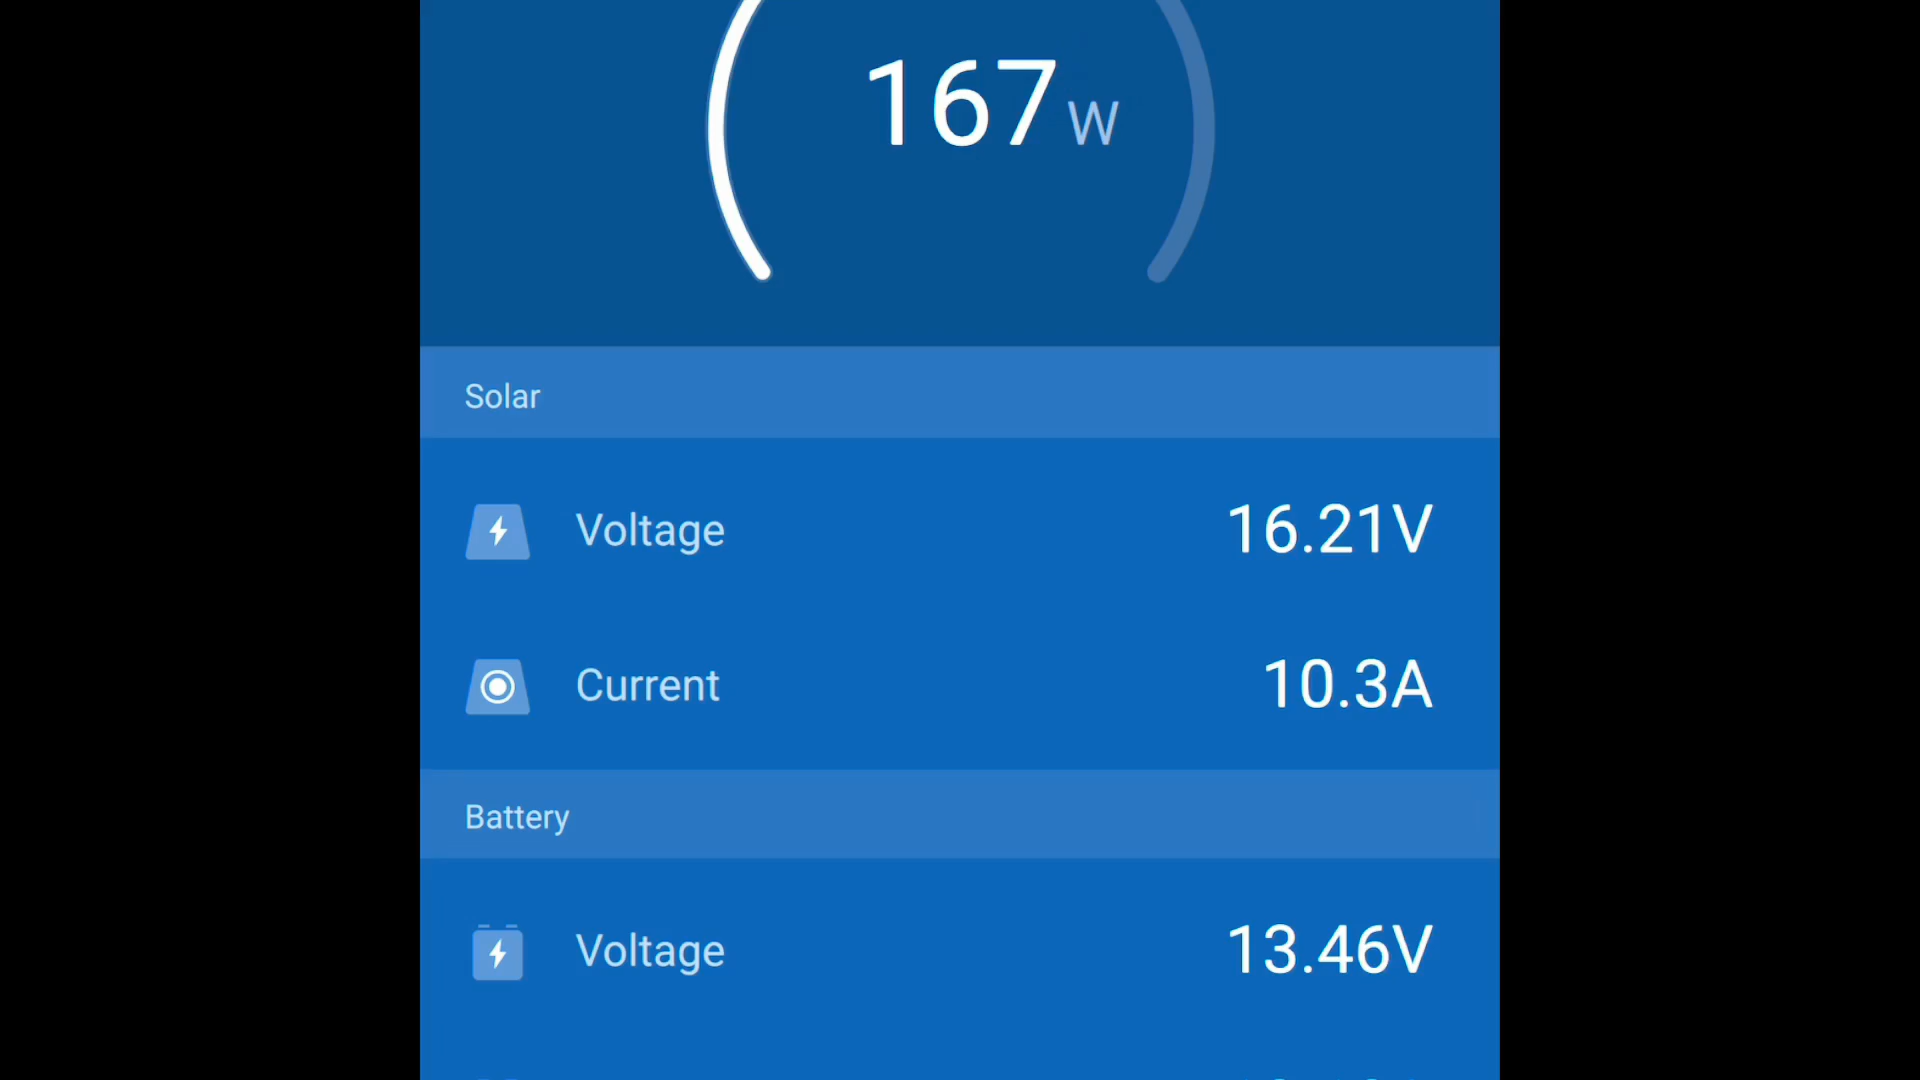 167W
Solar
Voltage 16.21V
Current 10.3A
Battery
Voltage 13.46V